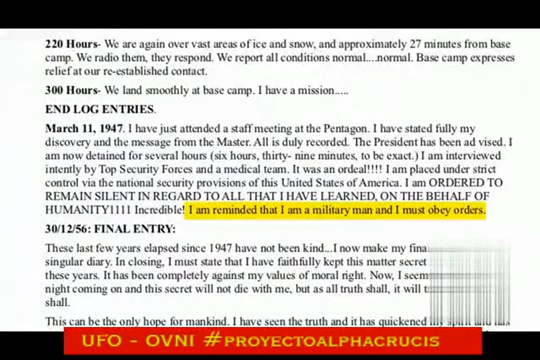 220 Hours- We are again over vast areas of ice and snow, and approximately 27 minutes from base
camp. We radio them, they respond. We report all conditions normal....normal. Base camp expresses
relief at our re-established contact.
300 Hours- We land smoothly at base camp. I have a mission.....
END LOG ENTRIES.
March 11, 1947. I have just attended a staff meeting at the Pentagon. I have stated fully my
discovery and the message from the Master. All is duly recorded. The President has been ad vised. I
am now detained for several hours (six hours, thirty- nine minutes, to be exact.) I am interviewed
intently by Top Security Forces and a medical team. It was an ordeal!!!! I am placed under strict
control via the national security provisions of this United States of America. I am ORDERED TO
REMAIN SILENT IN REGARD TO ALL THAT I HAVE LEARNED, ON THE BEHALF OF
HUMANITY1111 Incredible! I am reminded that I am a military man and I must obey orders.
30/12/56: FINAL ENTRY:
These last few years elapsed since 1947 have not been kind...I now make my
singular diary. In closing, I must state that I have faithfully kept this matter secret
these years. It has been completely against my values of moral right. Now, I seem
night coming on and this secret will not die with me, but as all truth shall, it will
shall.
This can be the only hope for mankind. I have seen the truth and it has quickened
UFO - OVNI #PROYECTOALPHACRUCIS